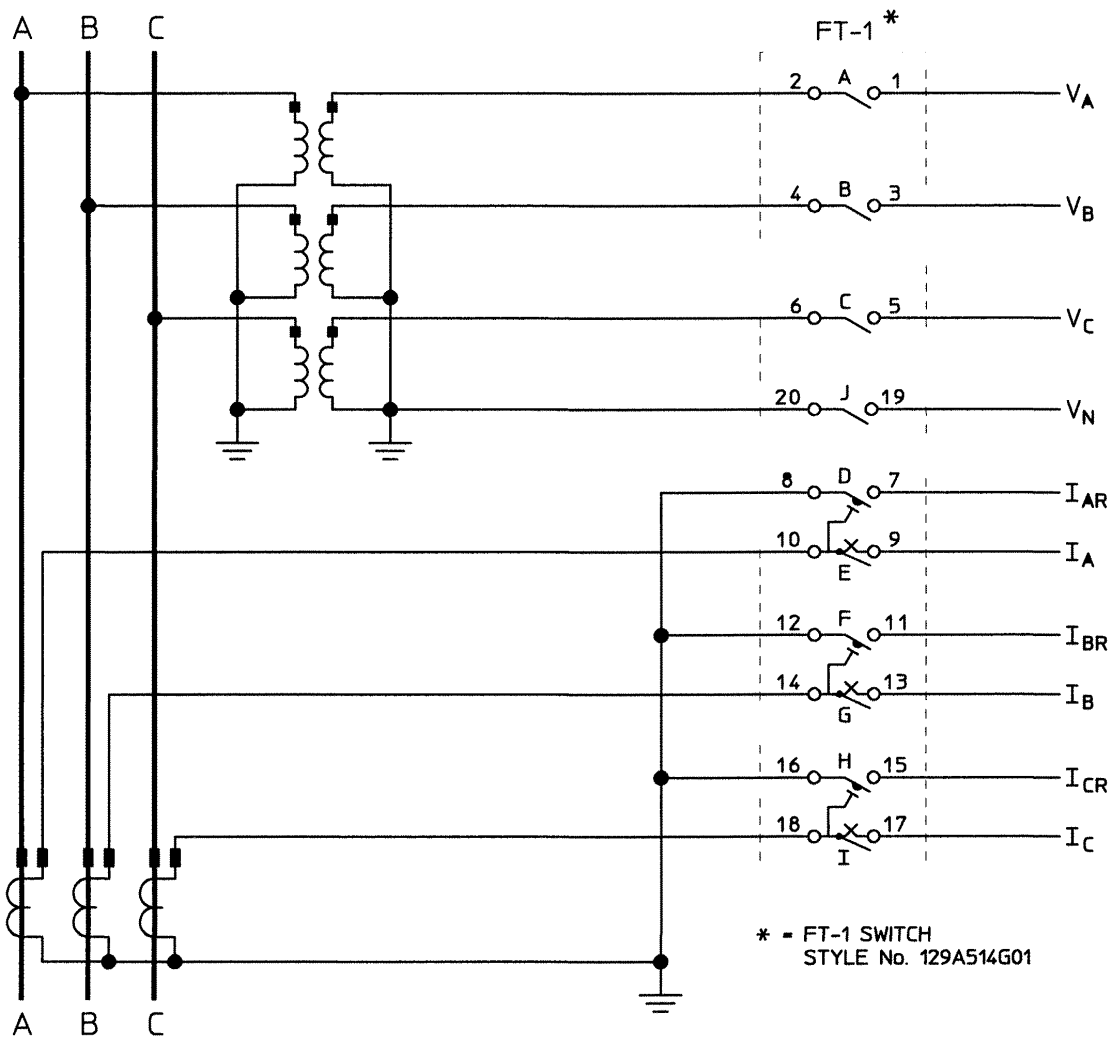 A B C
FT-1 *
2 A 1 V_A
4 B 3 V_B
6 C 5 V_C
20 J 19 V_N
8 D 7 I_AR
10 9 I_A
E
12 F 11 I_BR
14 13 I_B
G
16 H 15 I_CR
18 17 I_C
I
* = FT-1 SWITCH
STYLE No. 129A514G01
A B C